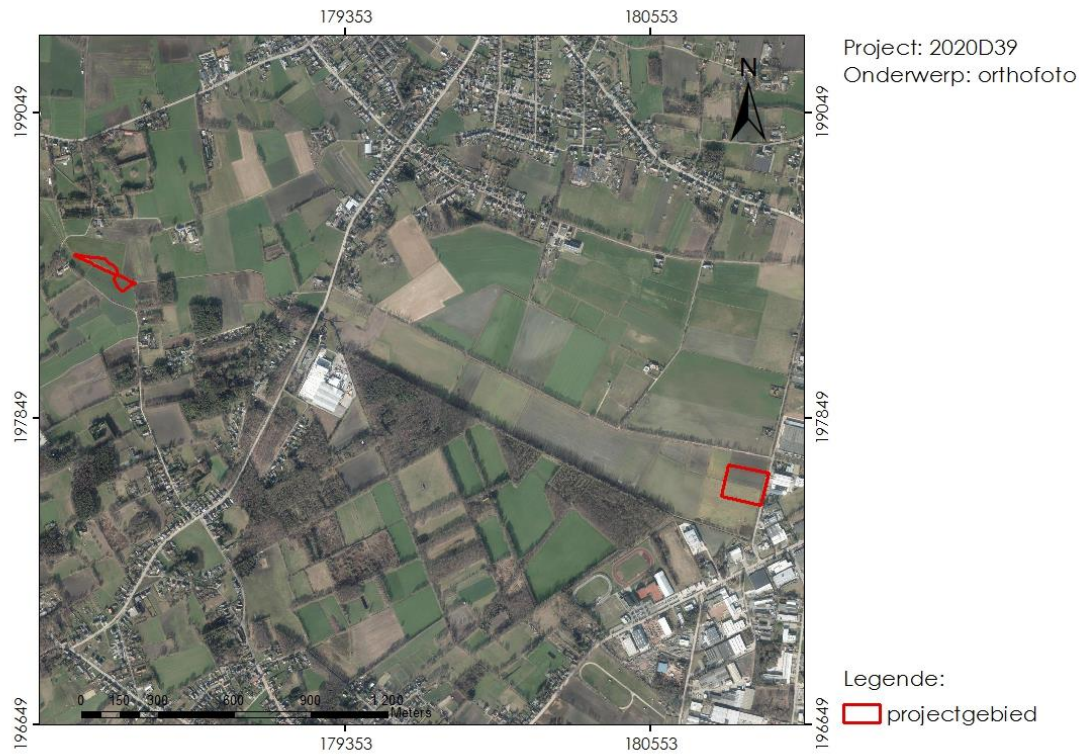 179353
180553
Project: 2020D39
Onderwerp: orthofoto
N
199049
199049
197849
197849
0 150 300 600 900 1.200
Meters
Legende:
projectgebied
196649
196649
179353
180553